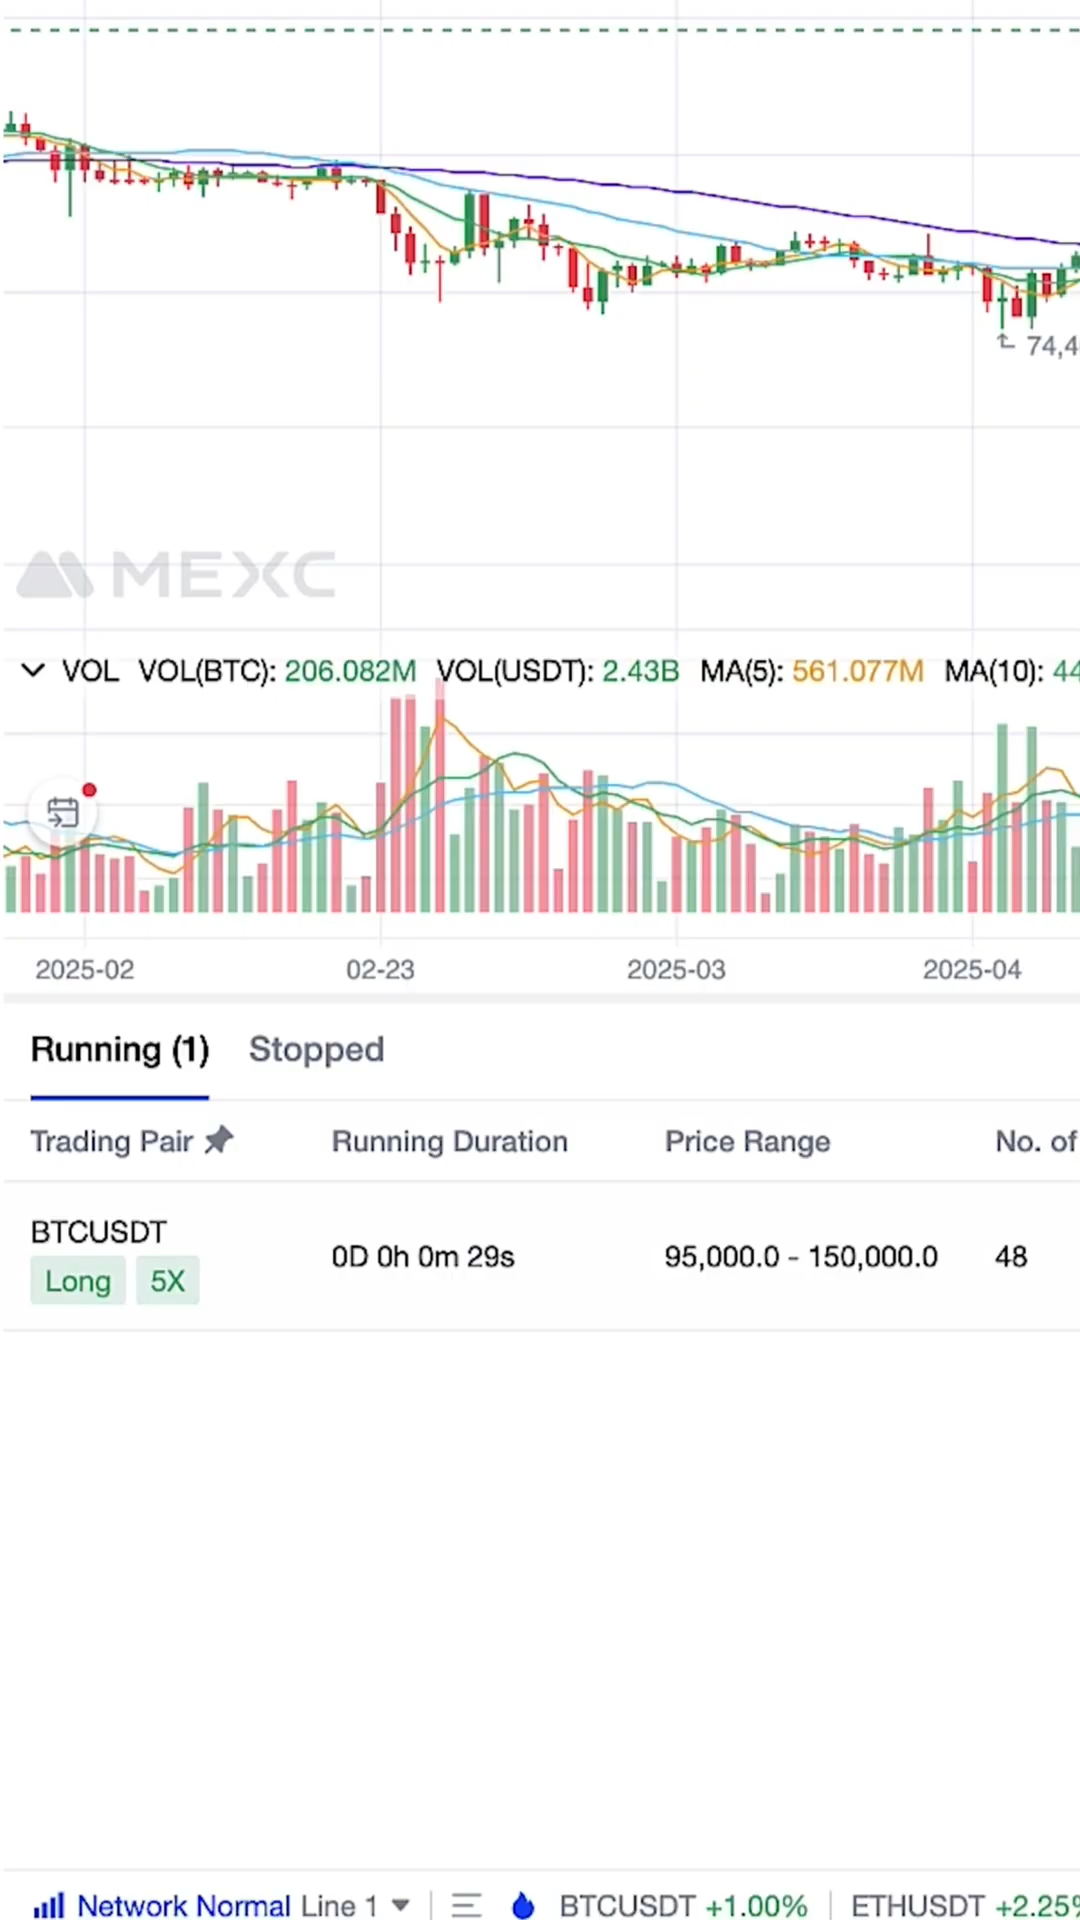 74,4
MEXC
VOL VOL(BTC): 206.082M VOL(USDT): 2.43B MA(5): 561.077M MA(10): 44
2025-02 02-23 2025-03 2025-04
Running (1) Stopped
Trading Pair Running Duration Price Range No. of
BTCUSDT
Long 5X 0D 0h 0m 29s 95,000.0 - 150,000.0 48
Network Normal Line 1 BTCUSDT +1.00% ETHUSDT +2.25%